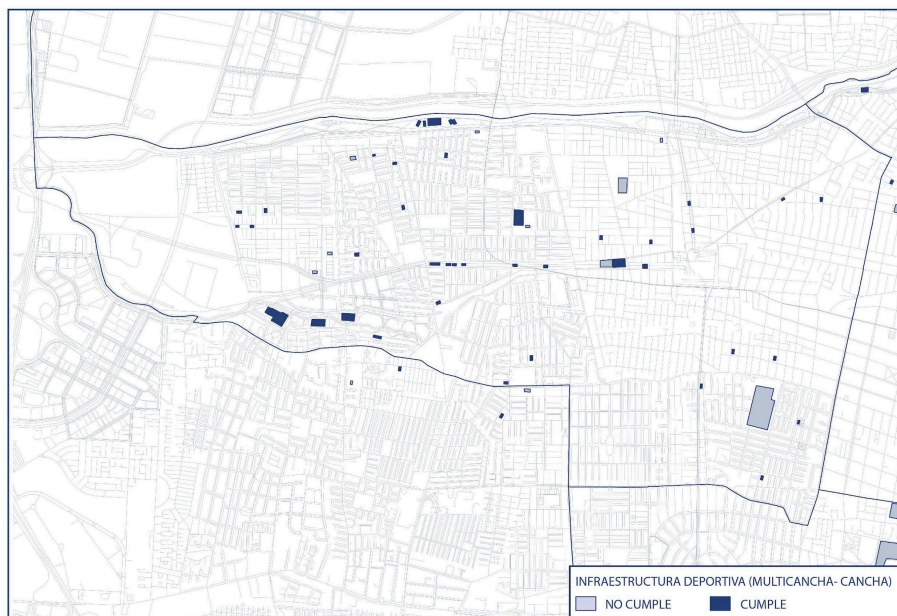 INFRAESTRUCTURA DEPORTIVA (MULTICANCHA- CANCHA)
NO CUMPLE CUMPLE